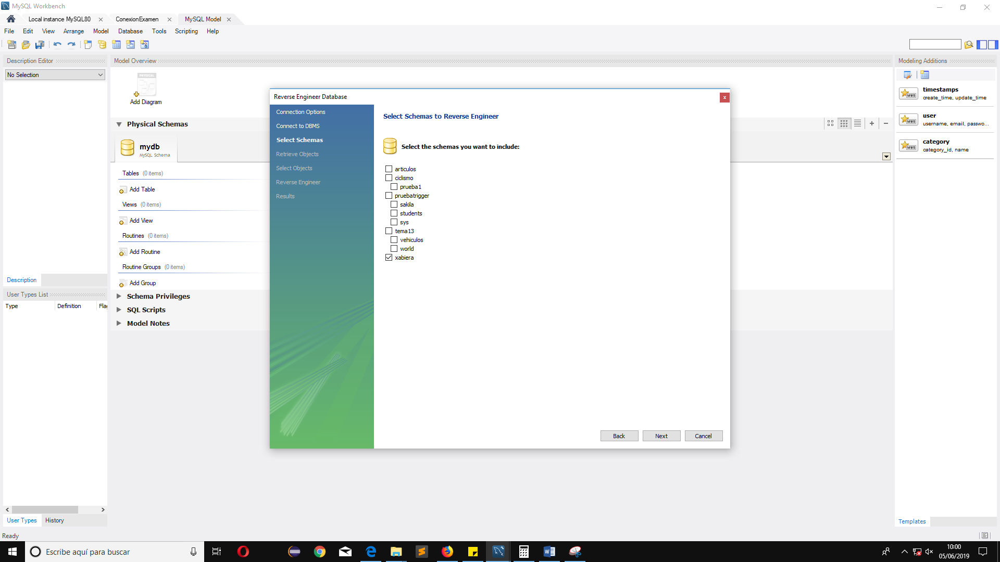 MySQL Workbench
Local instance MySQL80
ConexionExamen
MySQL Model
File Edit View Arrange Model Database Tools Scripting Help
Description Editor
No Selection
Description
User Types List
Type Definition Flag
User Types History
Ready
Model Overview
PHYSICAL
Add Diagram
Physical Schemas
mydb
MySQL Schema
Tables (0 items)
Add Table
Views (0 items)
Add View
Routines (0 items)
Add Routine
Routine Groups (0 items)
Add Group
Schema Privileges
SQL Scripts
Model Notes
Reverse Engineer Database
Connection Options
Connect to DBMS
Select Schemas
Retrieve Objects
Select Objects
Reverse Engineer
Results
Select Schemas to Reverse Engineer
Select the schemas you want to include:
articulos
ciclismo
prueba1
pruebatrigger
sakila
students
sys
tema13
vehiculos
world
xabiera
Back Next Cancel
Modeling Additions
MWB
timestamps
create_time, update_time
MWB
user
username, email, passwo...
MWB
category
category_id, name
Templates
Escribe aquí para buscar
10:00
05/06/2019